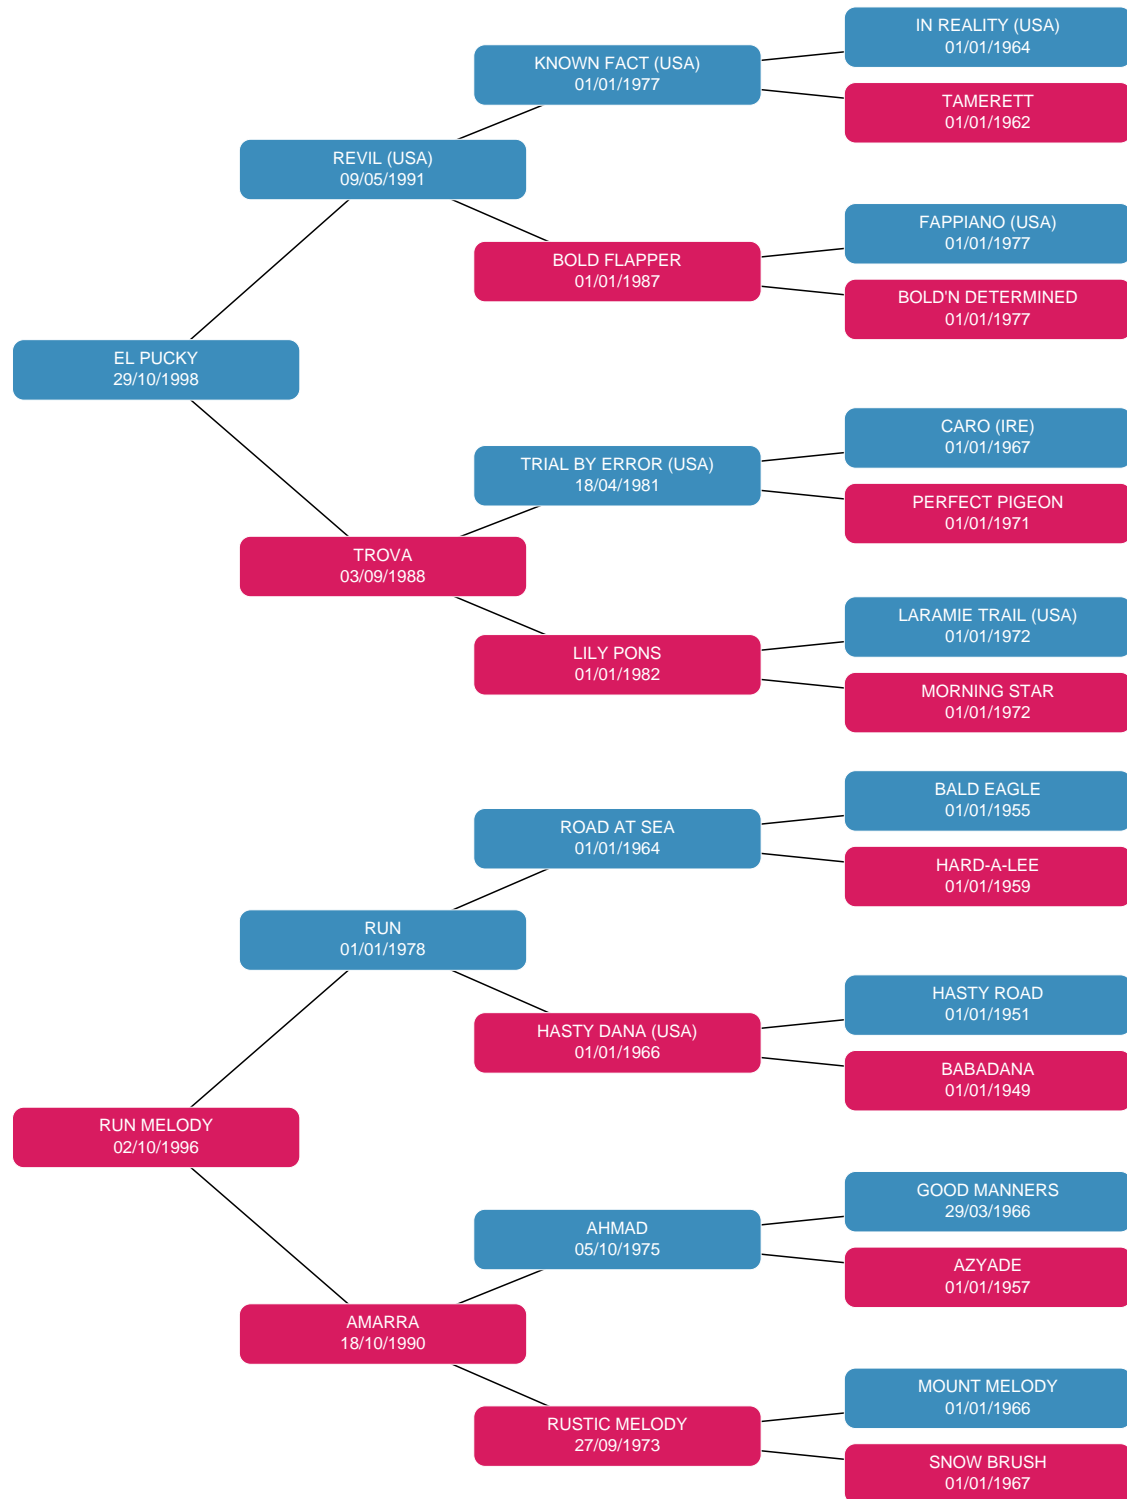 IN REALITY (USA)
01/01/1964
KNOWN FACT (USA)
01/01/1977
TAMERETT
01/01/1962
REVIL (USA)
09/05/1991
FAPPIANO (USA)
01/01/1977
BOLD FLAPPER
01/01/1987
BOLD'N DETERMINED
01/01/1977
EL PUCKY
29/10/1998
CARO (IRE)
01/01/1967
TRIAL BY ERROR (USA)
18/04/1981
PERFECT PIGEON
01/01/1971
TROVA
03/09/1988
LARAMIE TRAIL (USA)
01/01/1972
LILY PONS
01/01/1982
MORNING STAR
01/01/1972
BALD EAGLE
01/01/1955
ROAD AT SEA
01/01/1964
HARD-A-LEE
01/01/1959
RUN
01/01/1978
HASTY ROAD
01/01/1951
HASTY DANA (USA)
01/01/1966
BABADANA
01/01/1949
RUN MELODY
02/10/1996
GOOD MANNERS
29/03/1966
AHMAD
05/10/1975
AZYADE
01/01/1957
AMARRA
18/10/1990
MOUNT MELODY
01/01/1966
RUSTIC MELODY
27/09/1973
SNOW BRUSH
01/01/1967